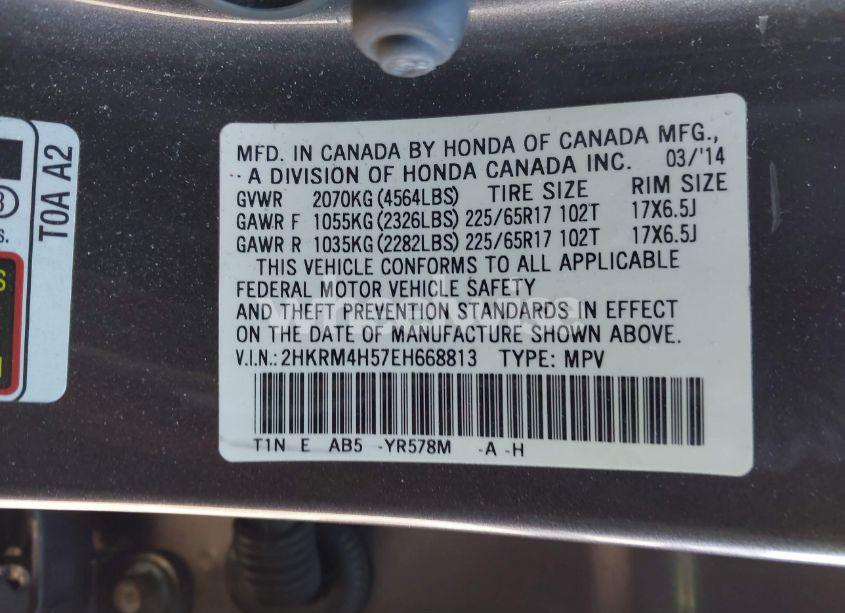 MFD. IN CANADA BY HONDA OF CANADA MFG.,
A DIVISION OF HONDA CANADA INC. 03/'14
GVWR 2070KG (4564LBS) TIRE SIZE RIM SIZE
GAWR F 1055KG (2326LBS) 225/65R17 102T 17X6.5J
GAWR R 1035KG (2282LBS) 225/65R17 102T 17X6.5J
THIS VEHICLE CONFORMS TO ALL APPLICABLE
FEDERAL MOTOR VEHICLE SAFETY
AND THEFT PREVENTION STANDARDS IN EFFECT
ON THE DATE OF MANUFACTURE SHOWN ABOVE.
V.I.N.: 2HKRM4H57EH668813 TYPE: MPV
T1N E AB5 -YR578M -A -H
T0A A2